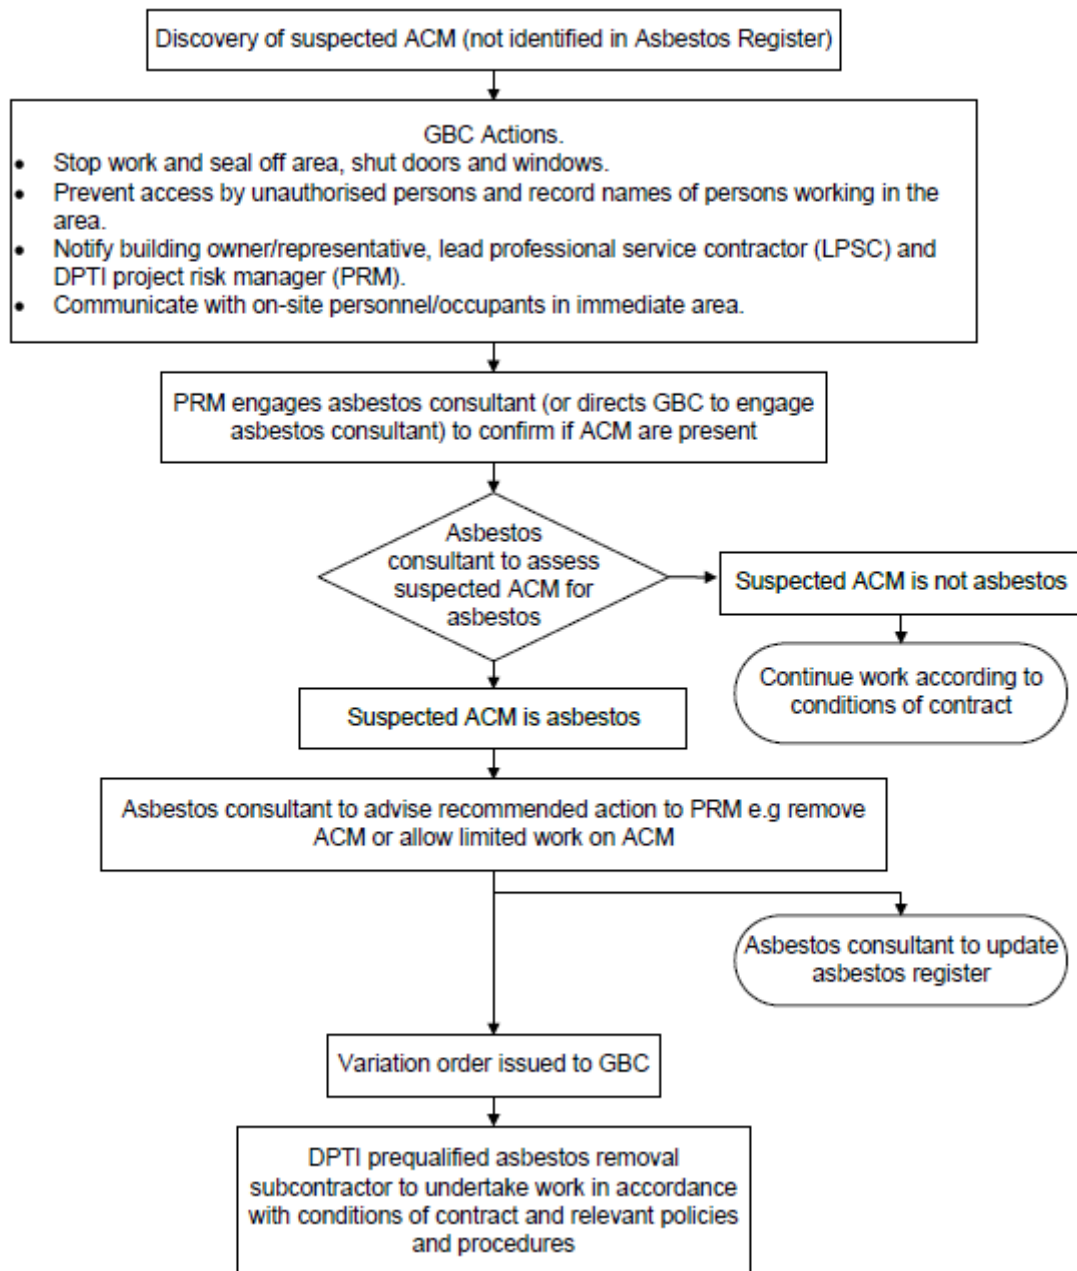 Discovery of suspected ACM (not identified in Asbestos Register)
GBC Actions.
• Stop work and seal off area, shut doors and windows.
• Prevent access by unauthorised persons and record names of persons working in the
area.
• Notify building owner/representative, lead professional service contractor (LPSC) and
DPTI project risk manager (PRM).
• Communicate with on-site personnel/occupants in immediate area.
PRM engages asbestos consultant (or directs GBC to engage
asbestos consultant) to confirm if ACM are present
Asbestos
consultant to assess
suspected ACM for
asbestos
Suspected ACM is not asbestos
Continue work according to
conditions of contract
Suspected ACM is asbestos
Asbestos consultant to advise recommended action to PRM e.g remove
ACM or allow limited work on ACM
Asbestos consultant to update
asbestos register
Variation order issued to GBC
DPTI prequalified asbestos removal
subcontractor to undertake work in accordance
with conditions of contract and relevant policies
and procedures